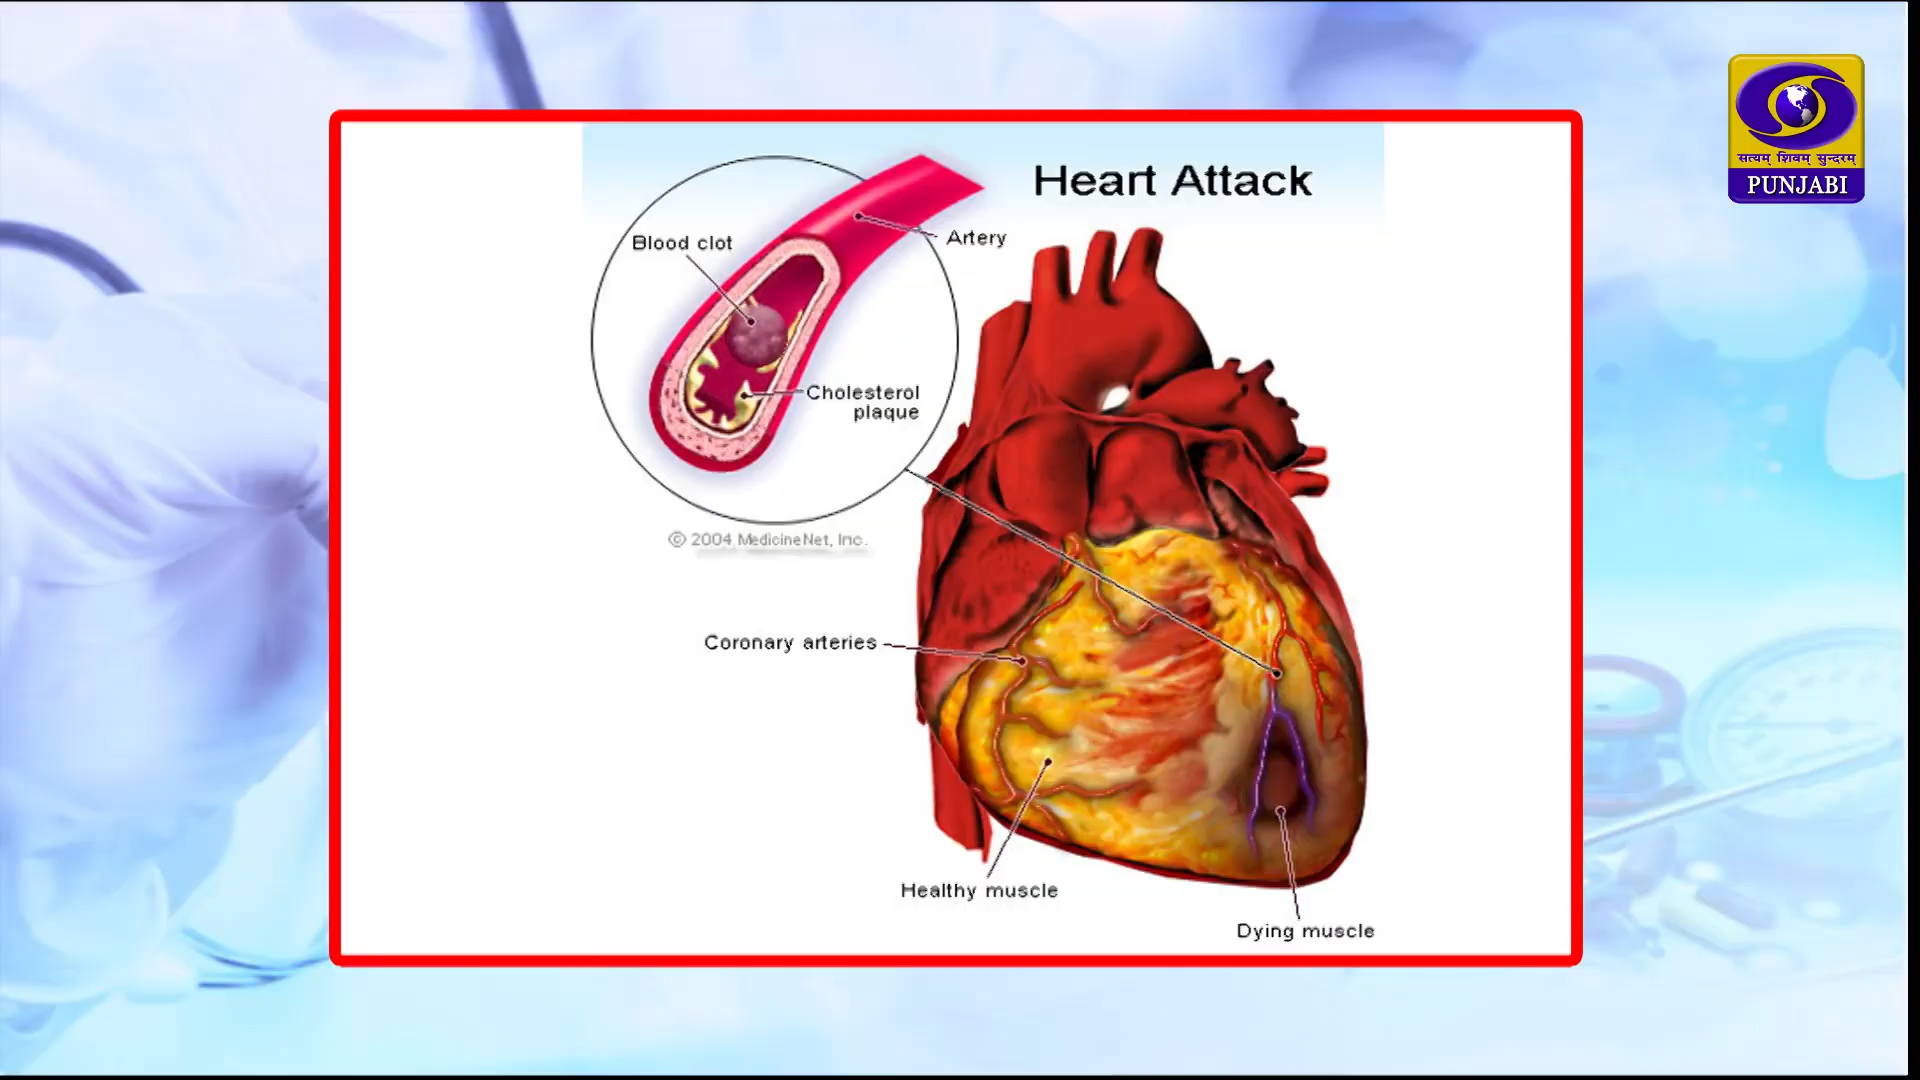 Heart Attack
Blood clot
Artery
Cholesterol
plaque
© 2004 MedicineNet, Inc.
Coronary arteries
Healthy muscle
Dying muscle
सत्यम् शिवम् सुन्दरम्
PUNJABI